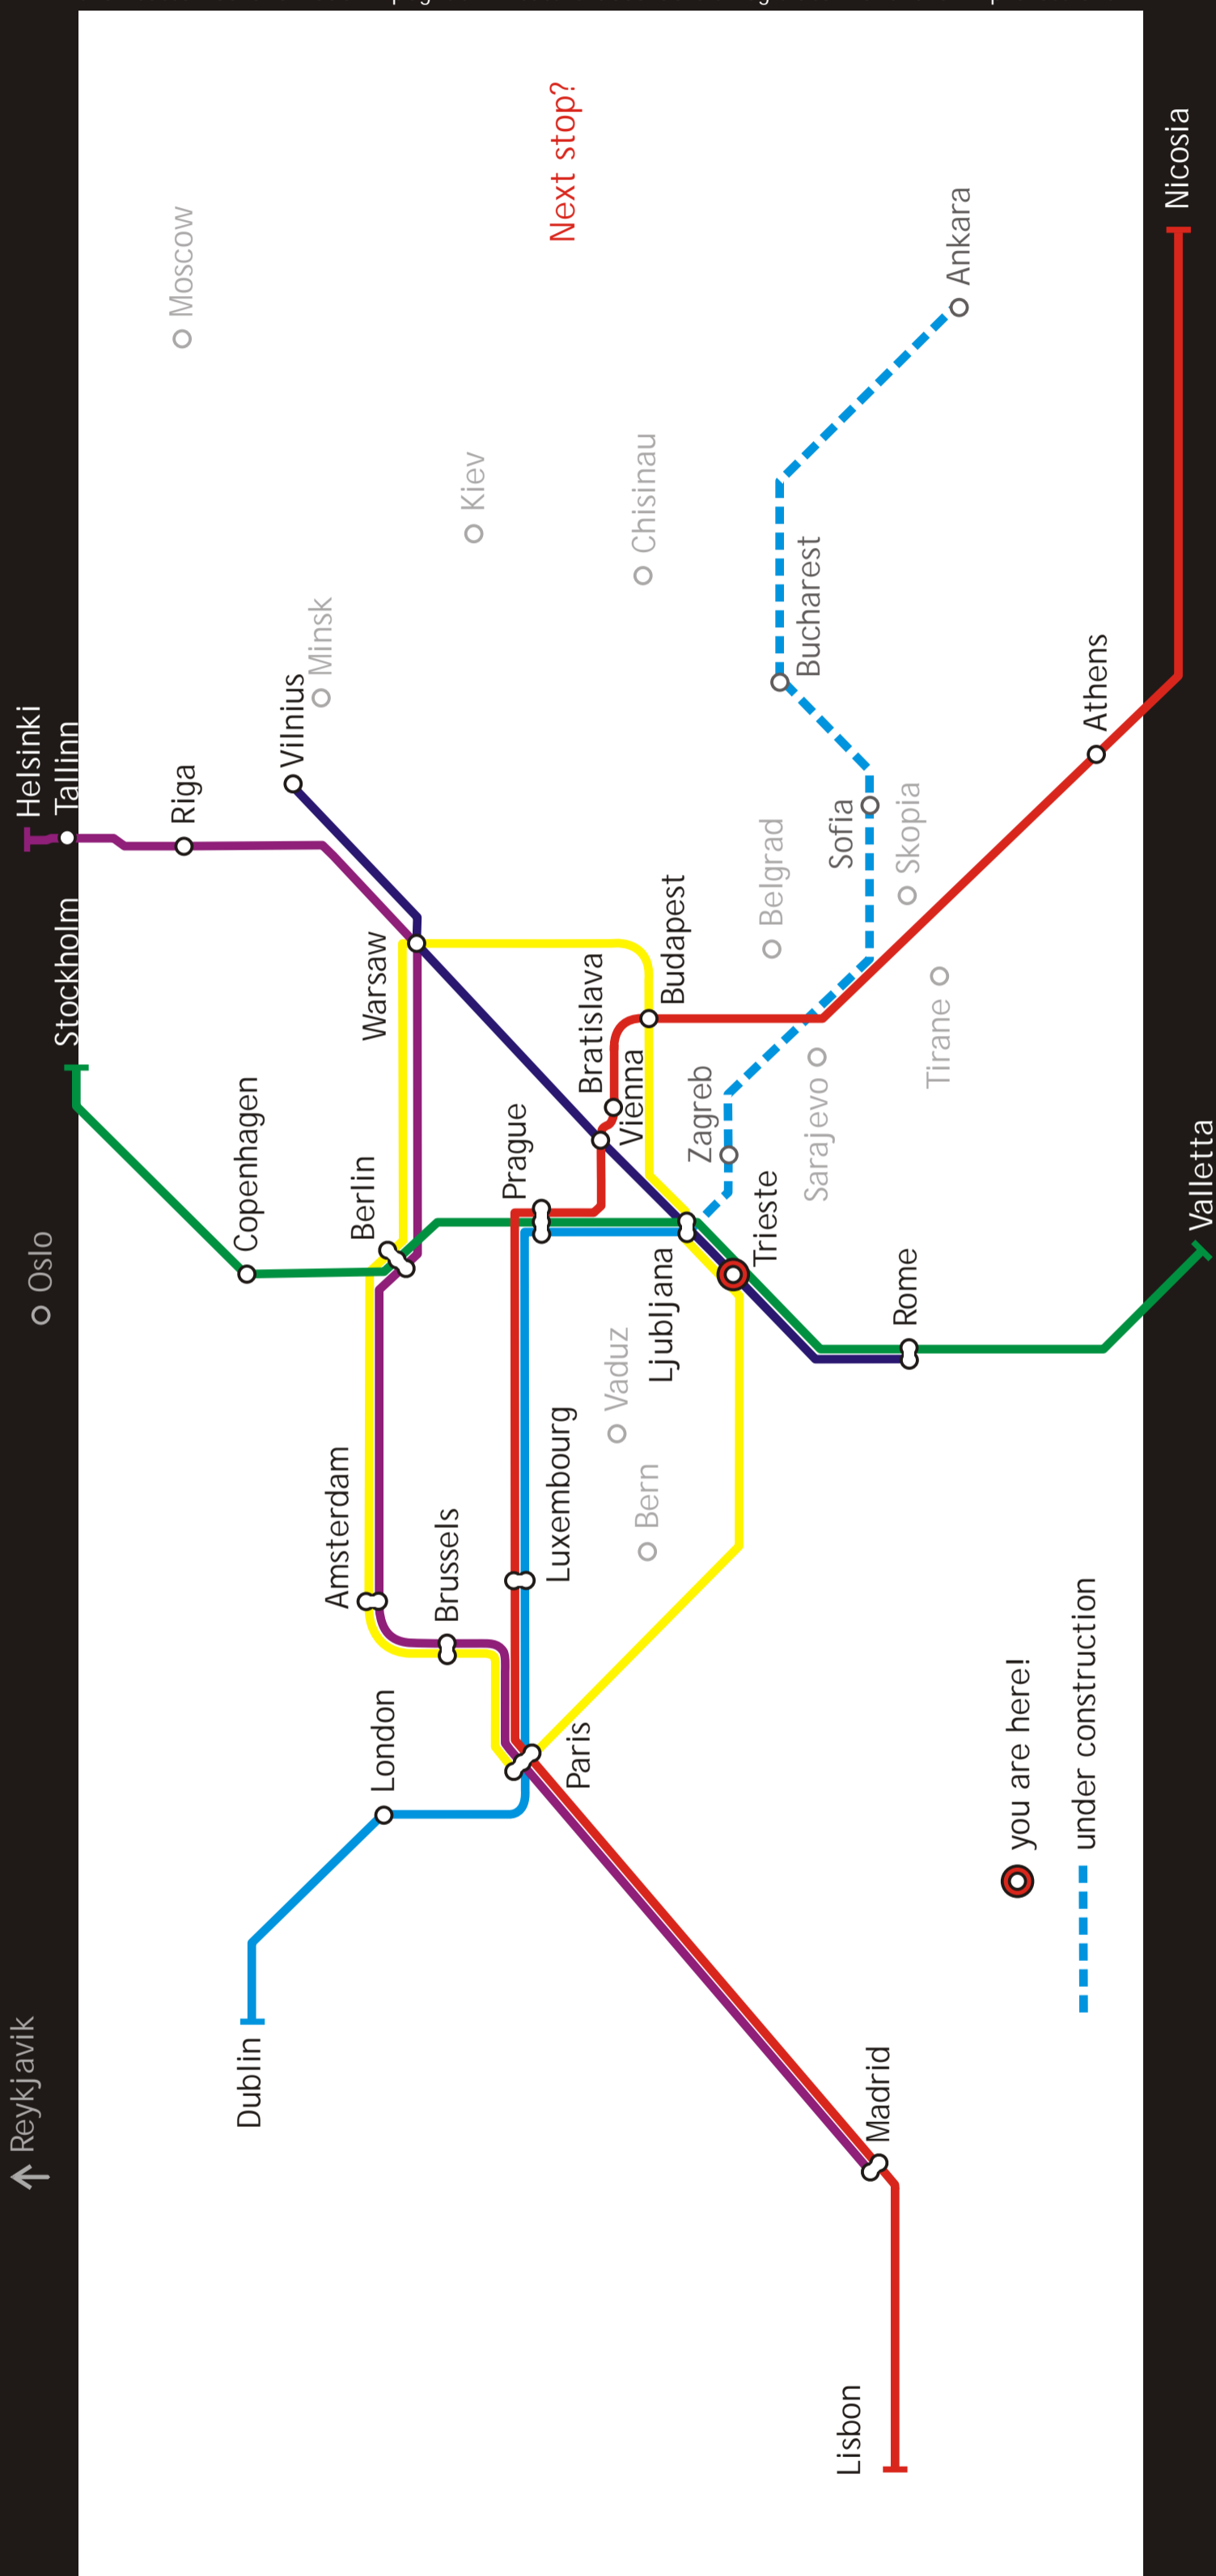 Reykjavik
Oslo
Stockholm
Helsinki
Tallinn
Moscow
Riga
Dublin
Copenhagen
Vilnius
Minsk
London
Amsterdam
Berlin
Warsaw
Brussels
Kiev
Prague
Next stop?
Paris
Luxembourg
Bratislava
Vaduz
Vienna
Chisinau
Bern
Ljubljana
Budapest
Zagreb
Trieste
Belgrad
Bucharest
Sarajevo
Sofia
Lisbon
Madrid
Rome
Skopia
Tirane
Ankara
you are here!
under construction
Athens
Nicosia
Valletta